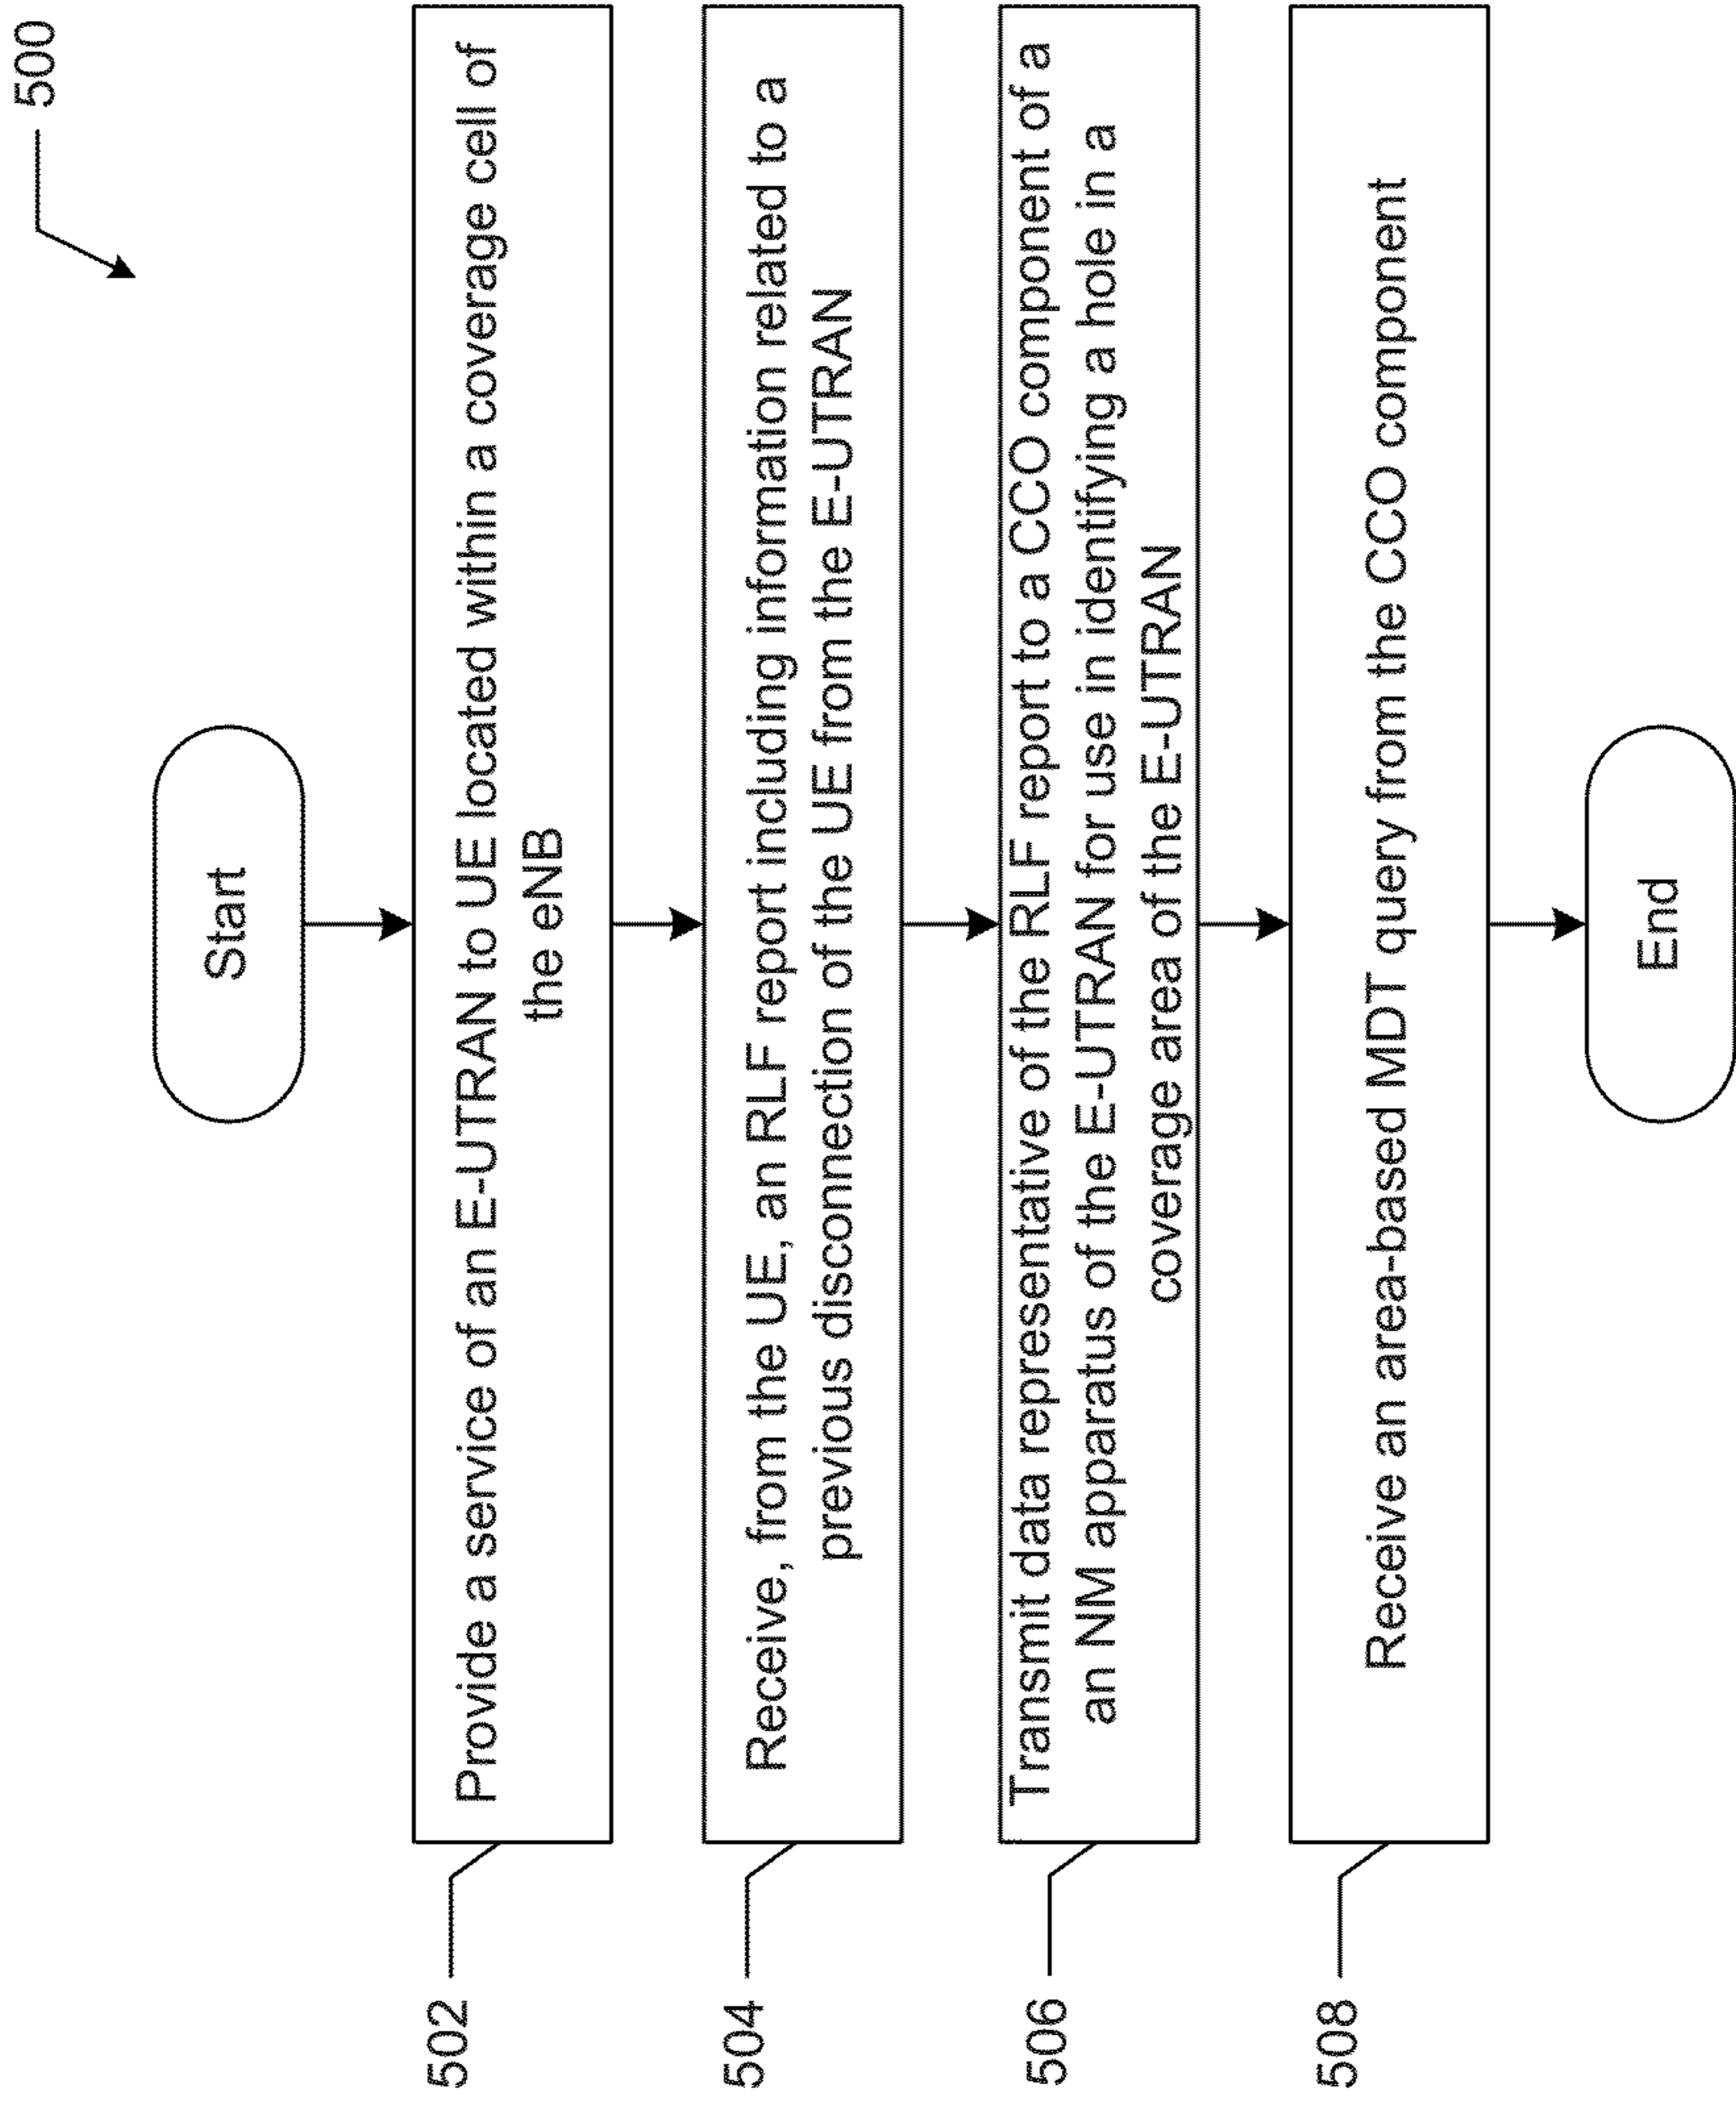 500
Start
502
Provide a service of an E-UTRAN to UE located within a coverage cell of
the eNB
504
Receive, from the UE, an RLF report including information related to a
previous disconnection of the UE from the E-UTRAN
506
Transmit data representative of the RLF report to a CCO component of a
an NM apparatus of the E-UTRAN for use in identifying a hole in a
coverage area of the E-UTRAN
508
Receive an area-based MDT query from the CCO component
End